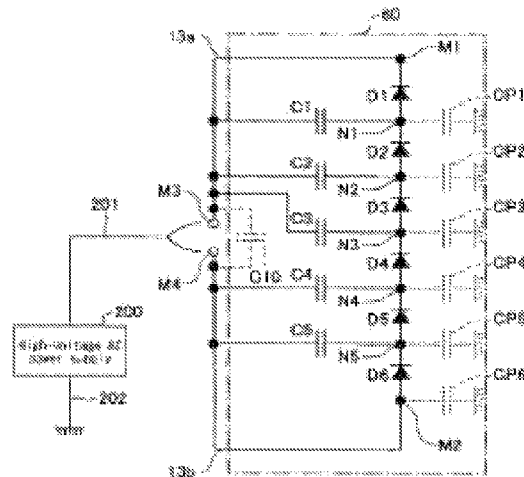 13a
60
M1
D1
CP1
C1
N1
D2
CP2
C2
N2
M3
D3
CP3
201
C3
N3
M4
C10
D4
CP4
C4
N4
200
D5
CP5
High-voltage AC
power supply
C5
N5
D6
CP6
202
M2
13b